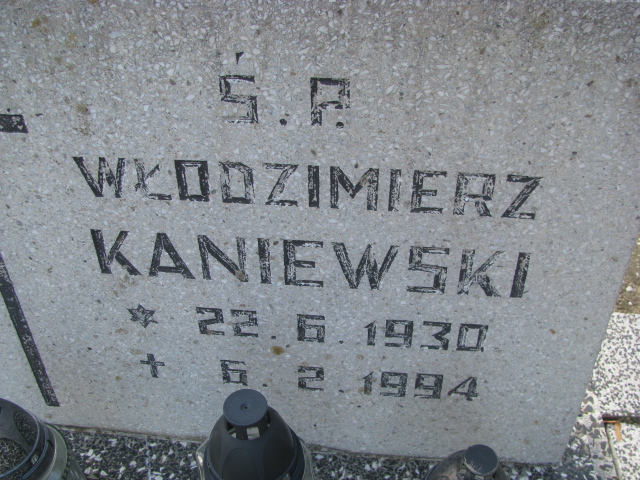 Ś.P.
WŁODZIMIERZ
KANIEWSKI
* 22.6.1930
+ 6.2.1994